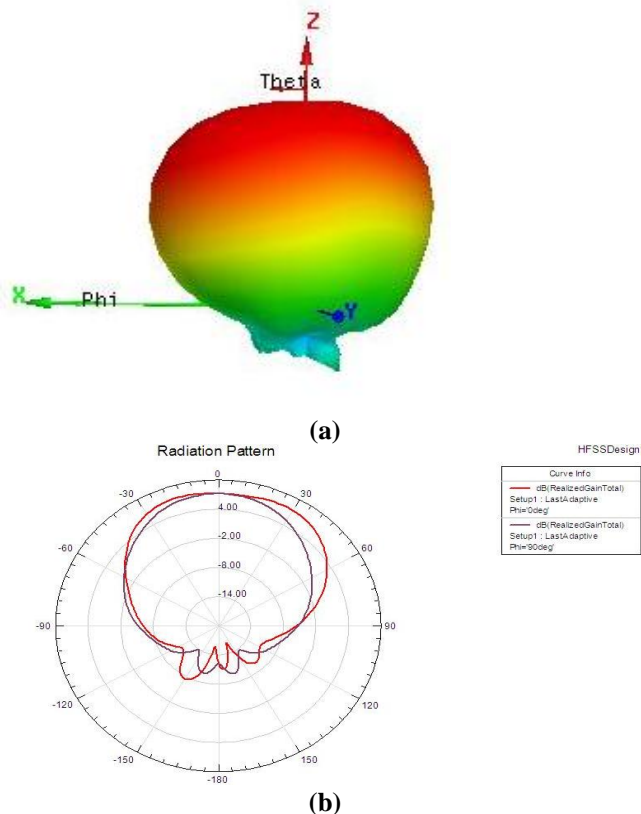 Z
Theta
X
Phi
Y
(a)
Radiation Pattern
HFSSDesign
Curve Info
dB(RealizedGainTotal)
Setup1 : LastAdaptive
Phi='0deg'
dB(RealizedGainTotal)
Setup1 : LastAdaptive
Phi='90deg'
0
-30
30
4.00
-60
60
-2.00
-8.00
-14.00
-90
90
-120
120
-150
150
-180
(b)